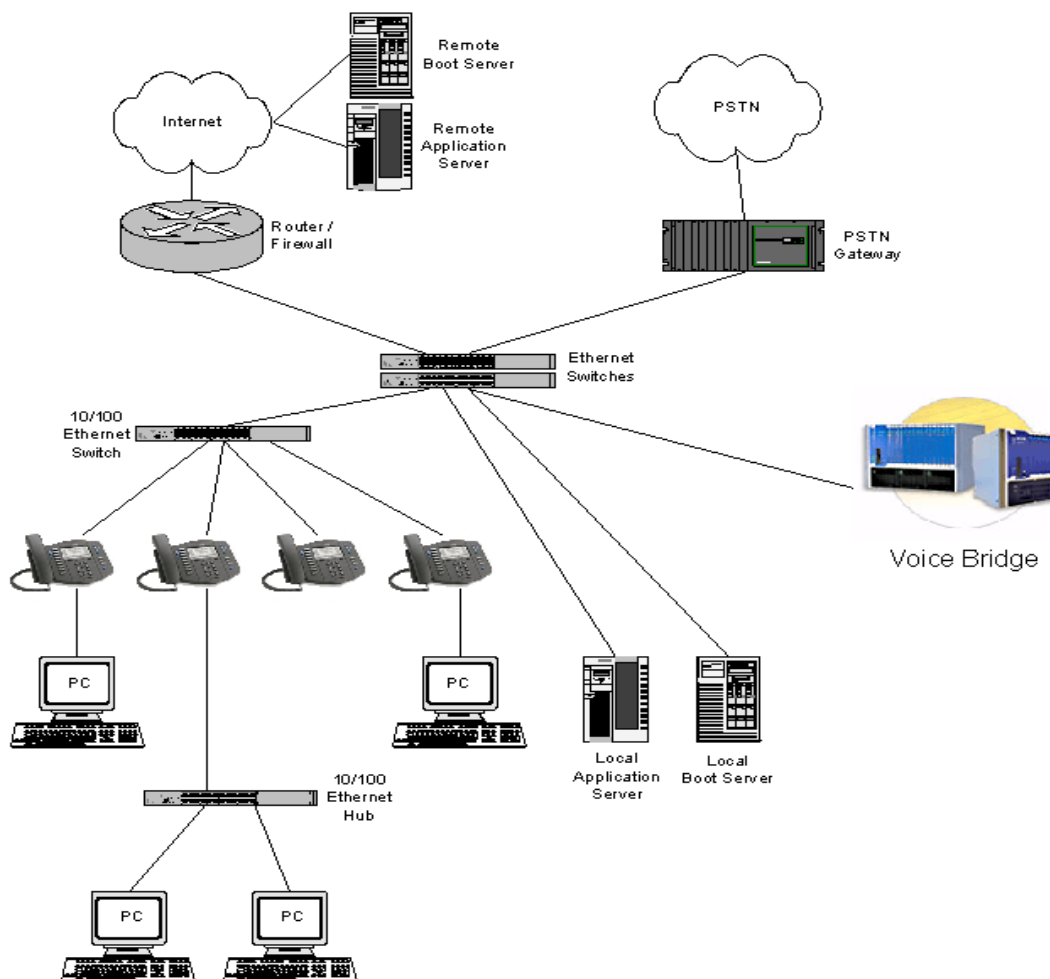 Remote
Boot Server
Internet
Remote
Application
Server
PSTN
Router /
Firewall
PSTN
Gateway
Ethernet
Switches
10/100
Ethernet
Switch
Voice Bridge
PC
PC
Local
Application
Server
Local
Boot Server
10/100
Ethernet
Hub
PC
PC